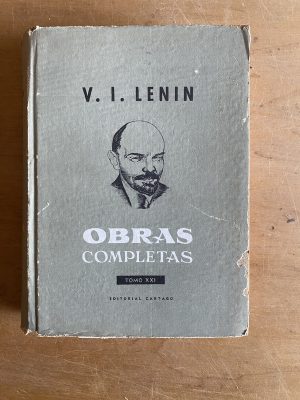 V. I. LENIN
OBRAS
COMPLETAS
TOMO XXI
EDITORIAL CARTAGO